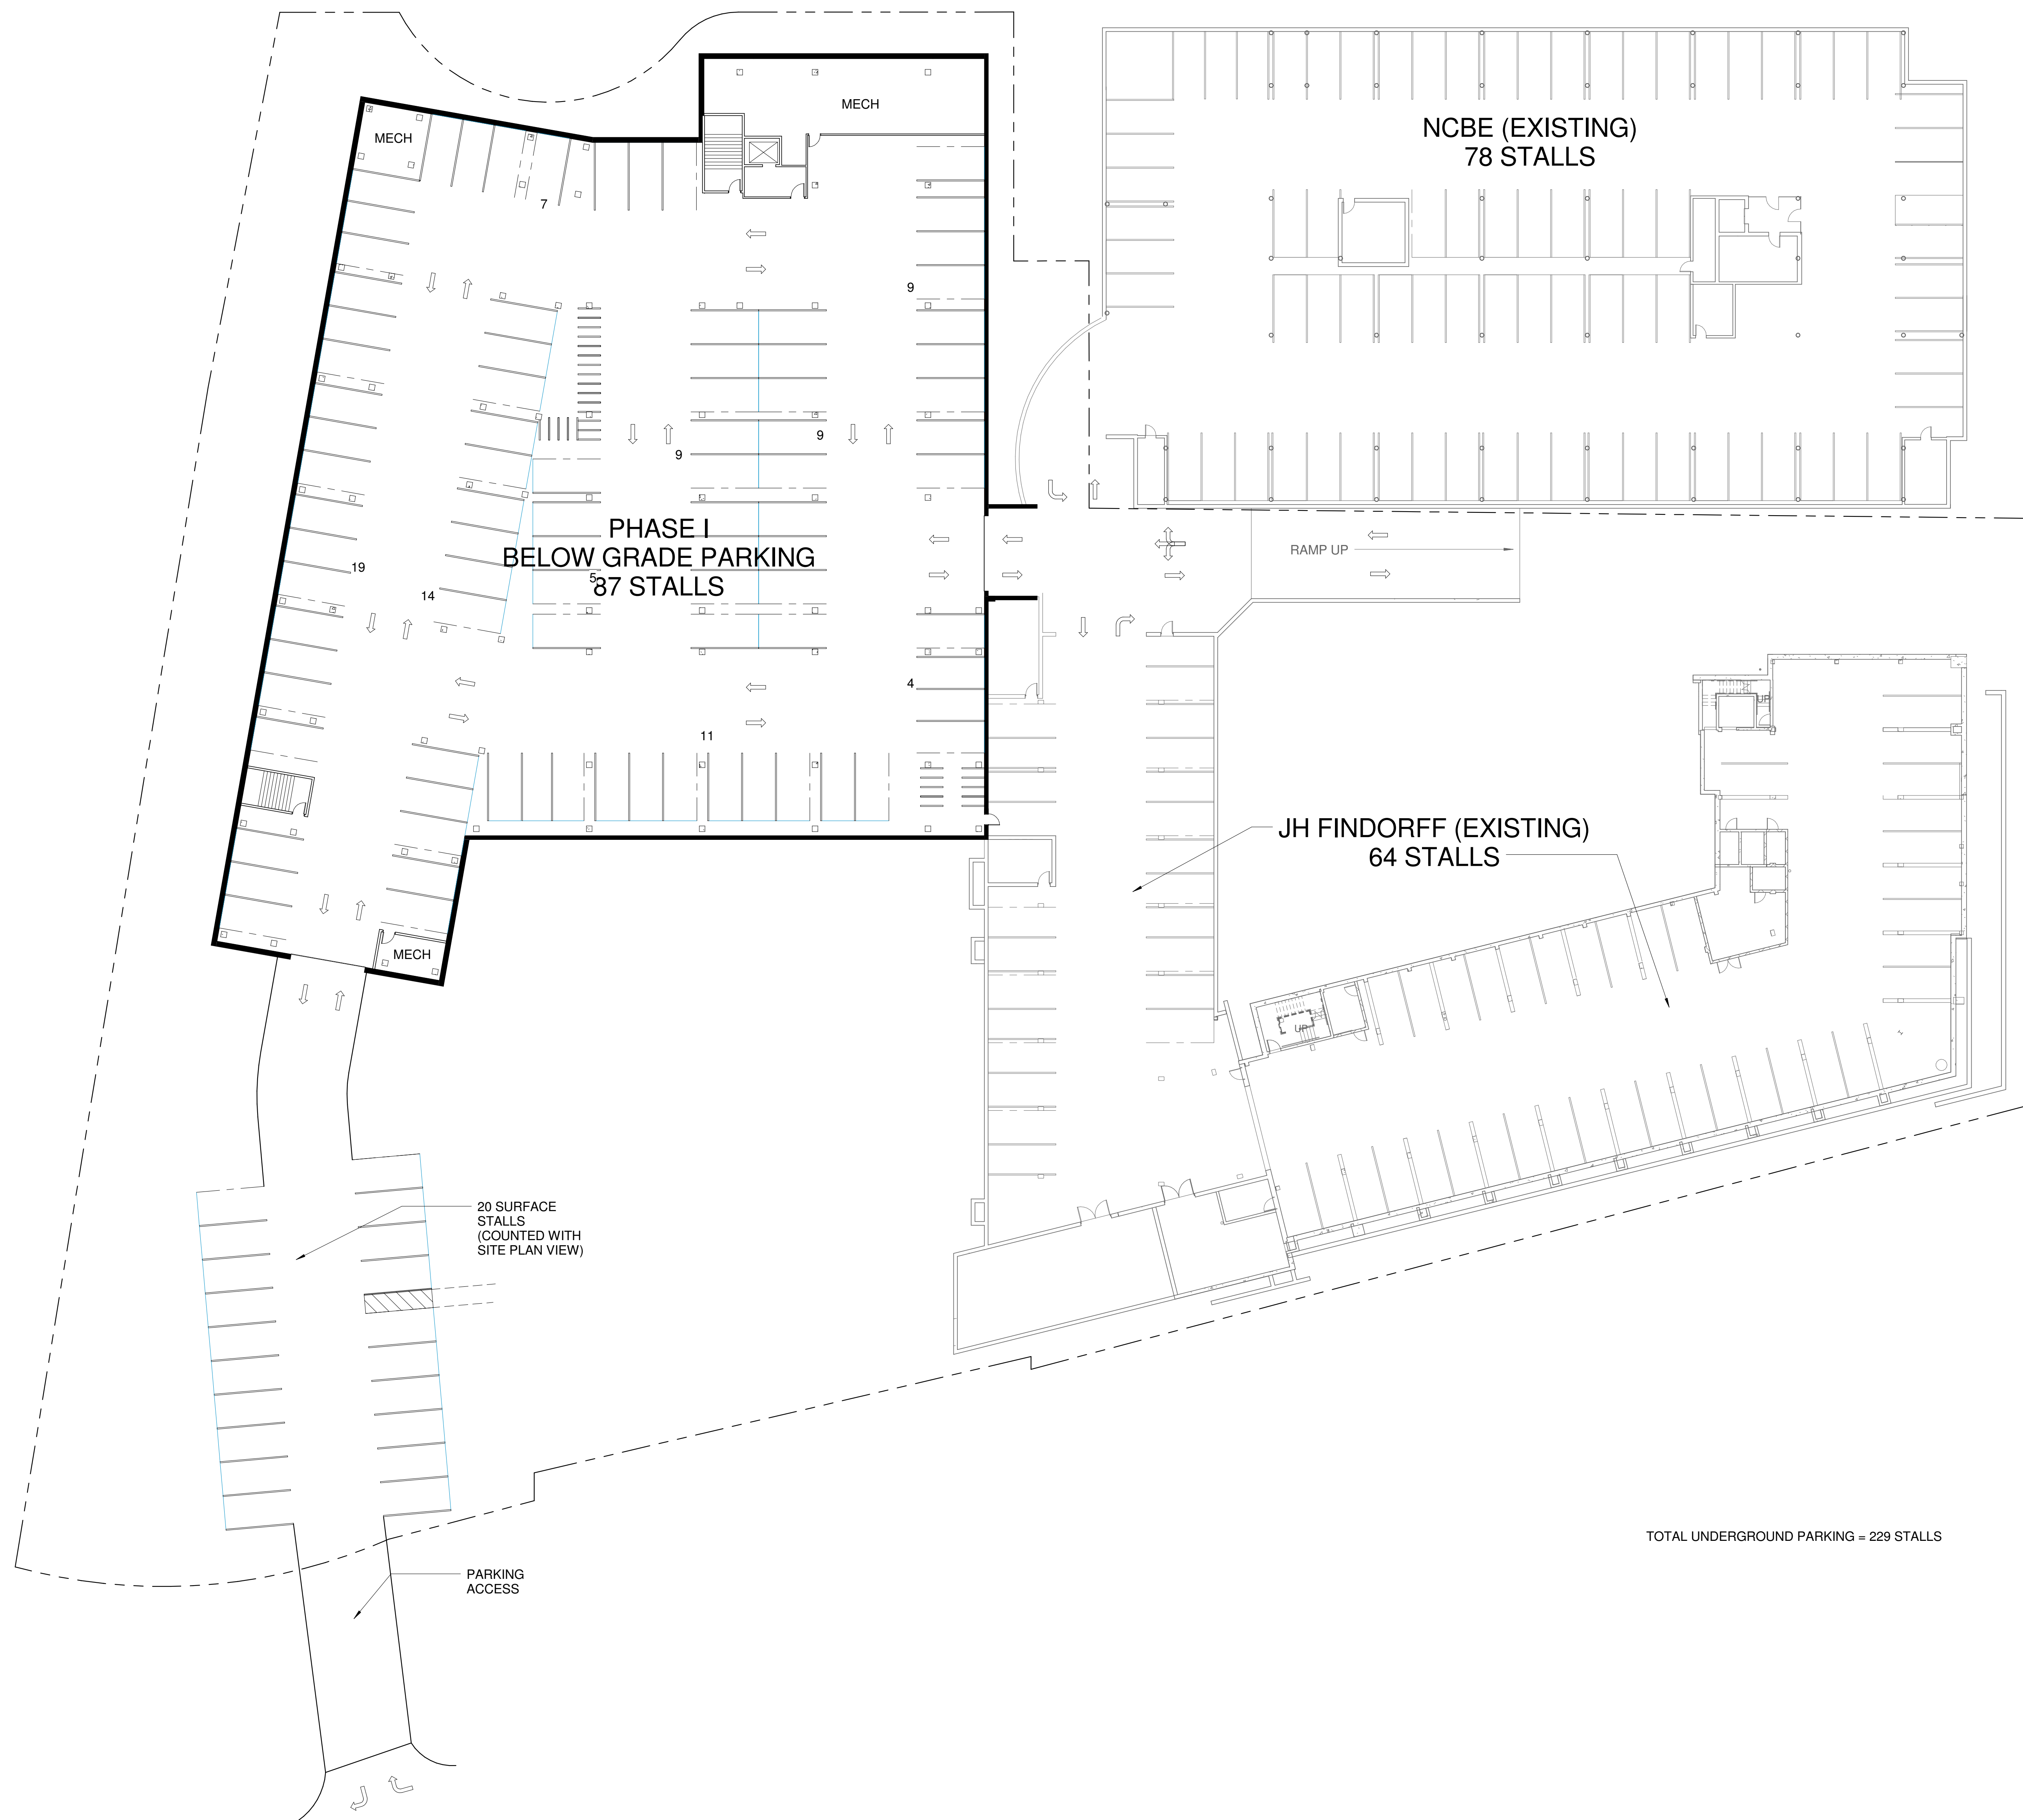 MECH
MECH
NCBE (EXISTING)
78 STALLS
7
9
9
9
PHASE I
BELOW GRADE PARKING
87 STALLS
5
RAMP UP
19
14
4
11
JH FINDORFF (EXISTING)
64 STALLS
MECH
UP
20 SURFACE
STALLS
(COUNTED WITH
SITE PLAN VIEW)
TOTAL UNDERGROUND PARKING = 229 STALLS
PARKING
ACCESS